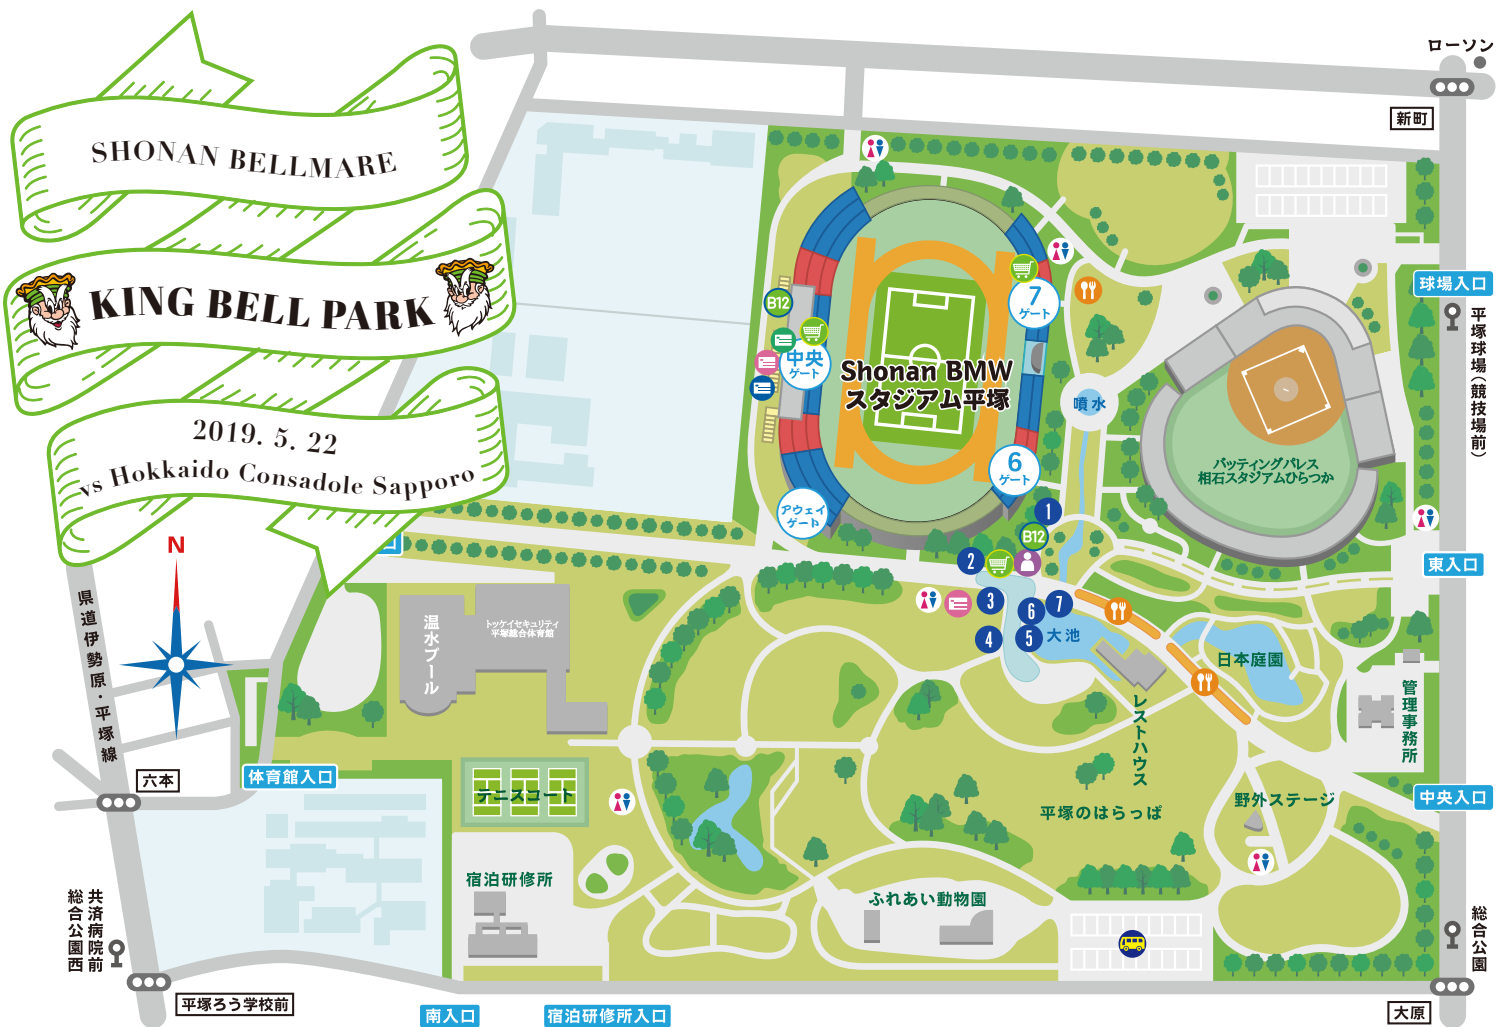 SHONAN BELLMARE
KING BELL PARK
2019. 5. 22
vs Hokkaido Consadole Sapporo
N
ローソン
新町
球場入口
平塚球場(競技場前)
7
ゲート
B12
中央
ゲート
Shonan BMW
スタジアム平塚
噴水
6
ゲート
アウェイ
ゲート
バッティングパレス
相石スタジアムひらつか
1
B12
2
3
6
7
4
5
大池
東入口
日本庭園
管理事務所
レストハウス
県道伊勢原・平塚線
温水プール
トッケイセキュリティ
平塚総合体育館
六本
体育館入口
テニスコート
平塚のはらっぱ
野外ステージ
中央入口
宿泊研修所
ふれあい動物園
共済病院前
総合公園西
総合公園
平塚ろう学校前
南入口
宿泊研修所入口
大原